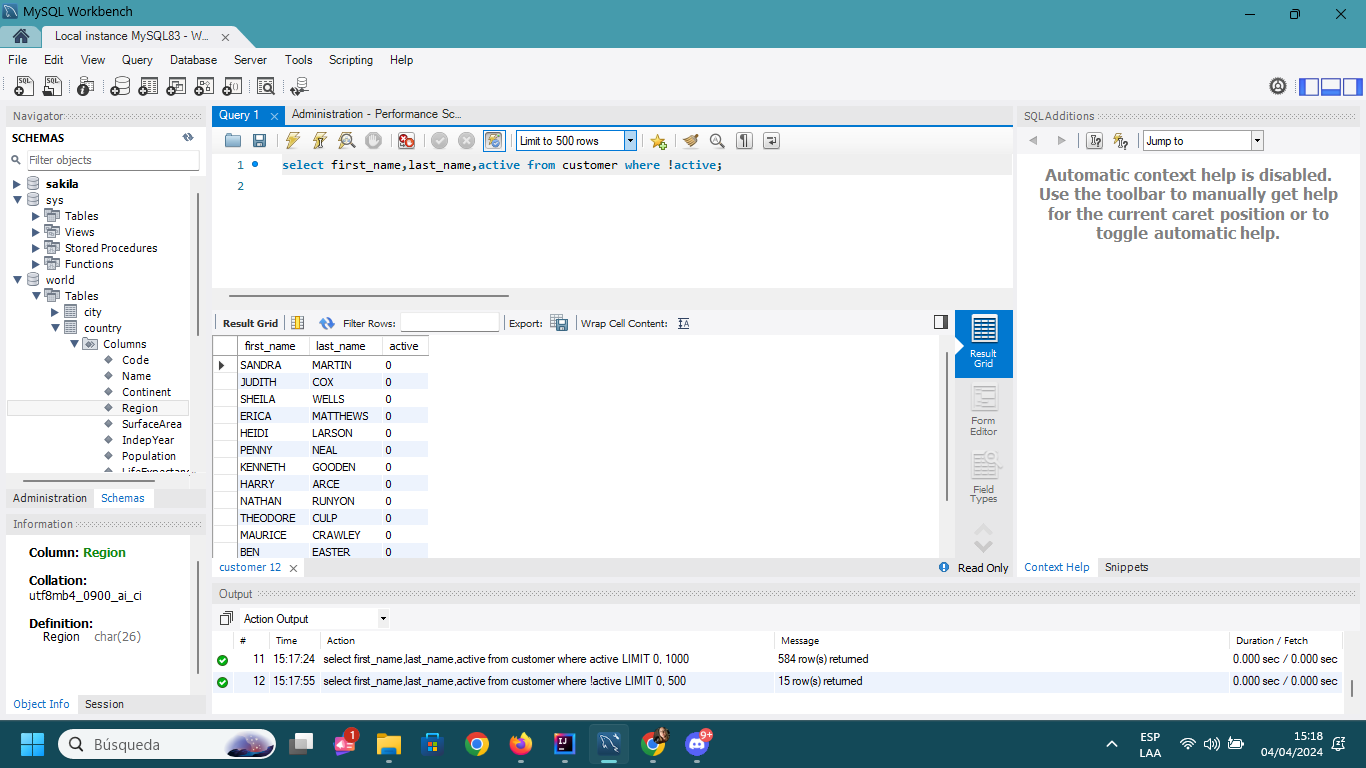 MySQL Workbench
Local instance MySQL83 - W...
File Edit View Query Database Server Tools Scripting Help
Navigator
SCHEMAS
Filter objects
sakila
sys
Tables
Views
Stored Procedures
Functions
world
Tables
city
country
Columns
Code
Name
Continent
Region
SurfaceArea
IndepYear
Population
Administration Schemas
Information
Column: Region
Collation:
utf8mb4_0900_ai_ci
Definition:
Region char(26)
Object Info Session
Query 1 Administration - Performance Sc...
Limit to 500 rows
1 select first_name,last_name,active from customer where !active;
2
Result Grid Filter Rows: Export: Wrap Cell Content:
first_name last_name active
SANDRA MARTIN 0
JUDITH COX 0
SHEILA WELLS 0
ERICA MATTHEWS 0
HEIDI LARSON 0
PENNY NEAL 0
KENNETH GOODEN 0
HARRY ARCE 0
NATHAN RUNYON 0
THEODORE CULP 0
MAURICE CRAWLEY 0
BEN EASTER 0
Result
Grid
Form
Editor
Field
Types
customer 12 Read Only
SQLAdditions
Jump to
Automatic context help is disabled.
Use the toolbar to manually get help
for the current caret position or to
toggle automatic help.
Context Help Snippets
Output
Action Output
# Time Action Message Duration / Fetch
11 15:17:24 select first_name,last_name,active from customer where active LIMIT 0, 1000 584 row(s) returned 0.000 sec / 0.000 sec
12 15:17:55 select first_name,last_name,active from customer where !active LIMIT 0, 500 15 row(s) returned 0.000 sec / 0.000 sec
Búsqueda
1
9+
ESP
LAA
15:18
04/04/2024